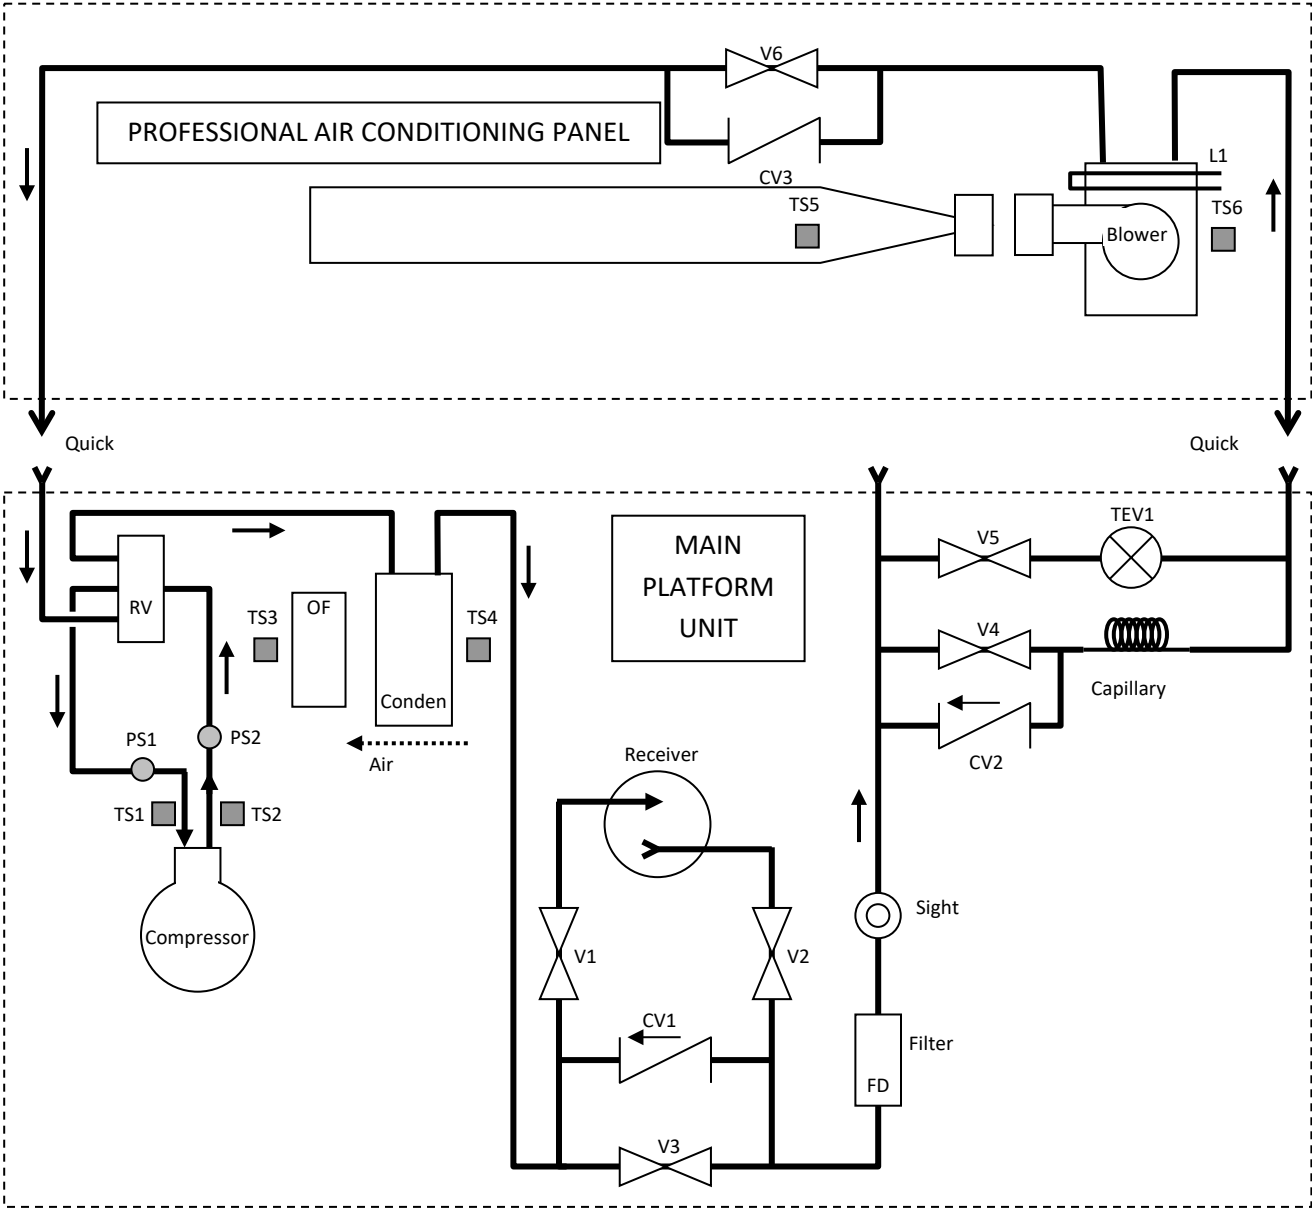 V6
PROFESSIONAL AIR CONDITIONING PANEL
L1
CV3
TS5
TS6
Blower
Quick
Quick
TEV1
V5
MAIN
PLATFORM
UNIT
RV
OF
TS3
TS4
V4
Capillary
Conden
PS1
PS2
Air
Receiver
CV2
TS1
TS2
Sight
Compressor
V1
V2
CV1
Filter
FD
V3